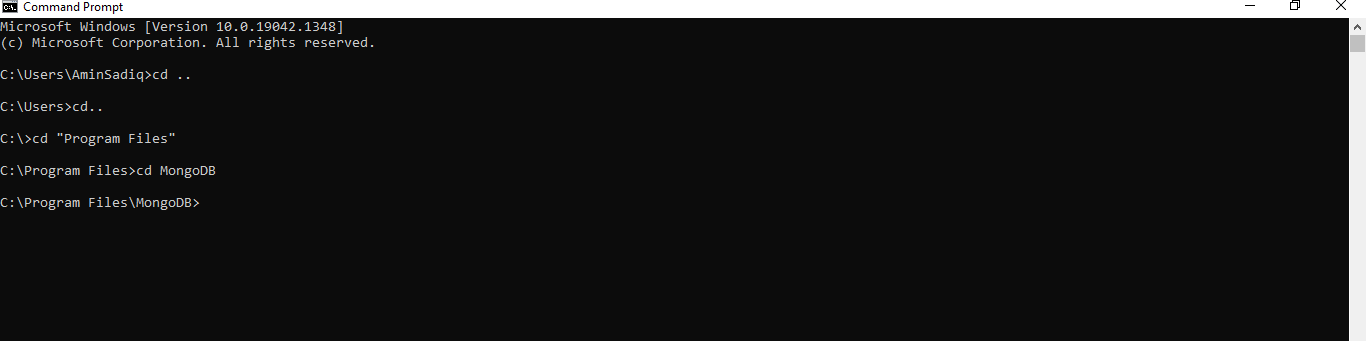 Command Prompt
Microsoft Windows [Version 10.0.19042.1348]
(c) Microsoft Corporation. All rights reserved.
C:\Users\AminSadiq>cd ..
C:\Users>cd..
C:\>cd "Program Files"
C:\Program Files>cd MongoDB
C:\Program Files\MongoDB>